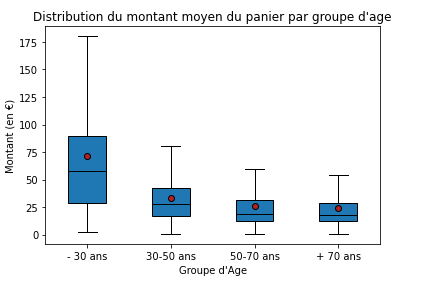 Distribution du montant moyen du panier par groupe d'age
175
150
125
100
75
50
25
0
Montant (en €)
- 30 ans
30-50 ans
50-70 ans
+ 70 ans
Groupe d'Age